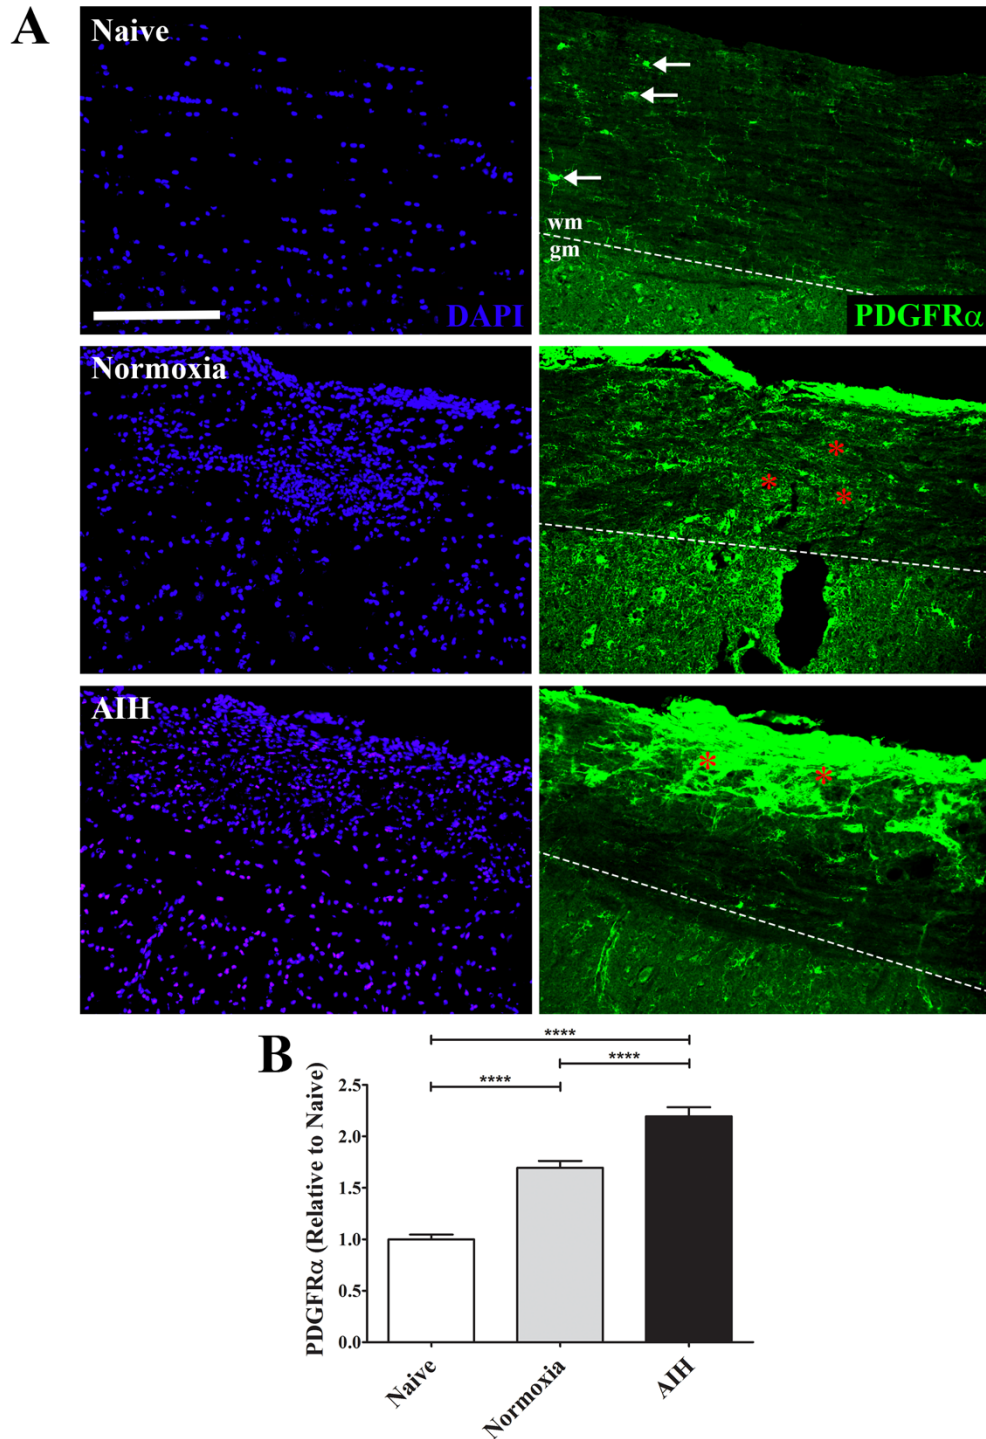 A
Naive
wm
gm
DAPI
PDGFRα
Normoxia
*
*
*
AIH
*
*
B
****
****
****
PDGFRα (Relative to Naive)
2.5
2.0
1.5
1.0
0.5
0.0
Naive
Normoxia
AIH